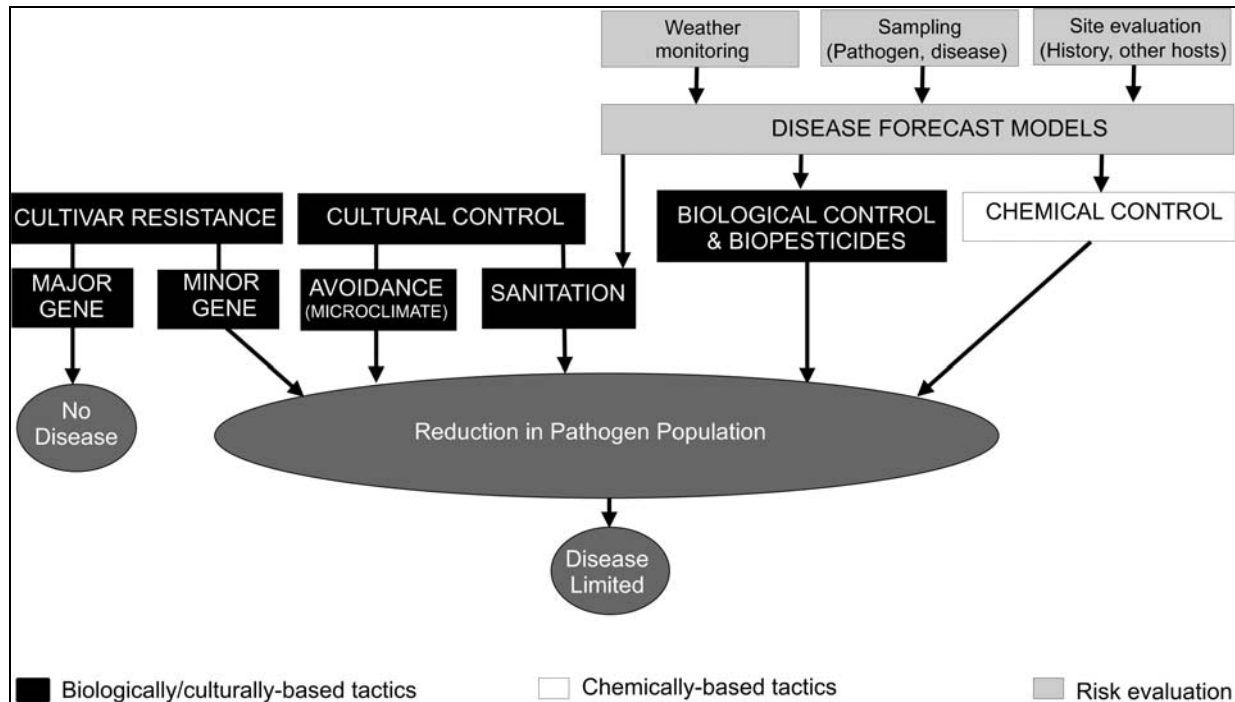 Weather
monitoring
Sampling
(Pathogen, disease)
Site evaluation
(History, other hosts)
DISEASE FORECAST MODELS
CULTIVAR RESISTANCE
CULTURAL CONTROL
BIOLOGICAL CONTROL
& BIOPESTICIDES
CHEMICAL CONTROL
MAJOR
GENE
MINOR
GENE
AVOIDANCE
(MICROCLIMATE)
SANITATION
No
Disease
Reduction in Pathogen Population
Disease
Limited
Biologically/culturally-based tactics
Chemically-based tactics
Risk evaluation